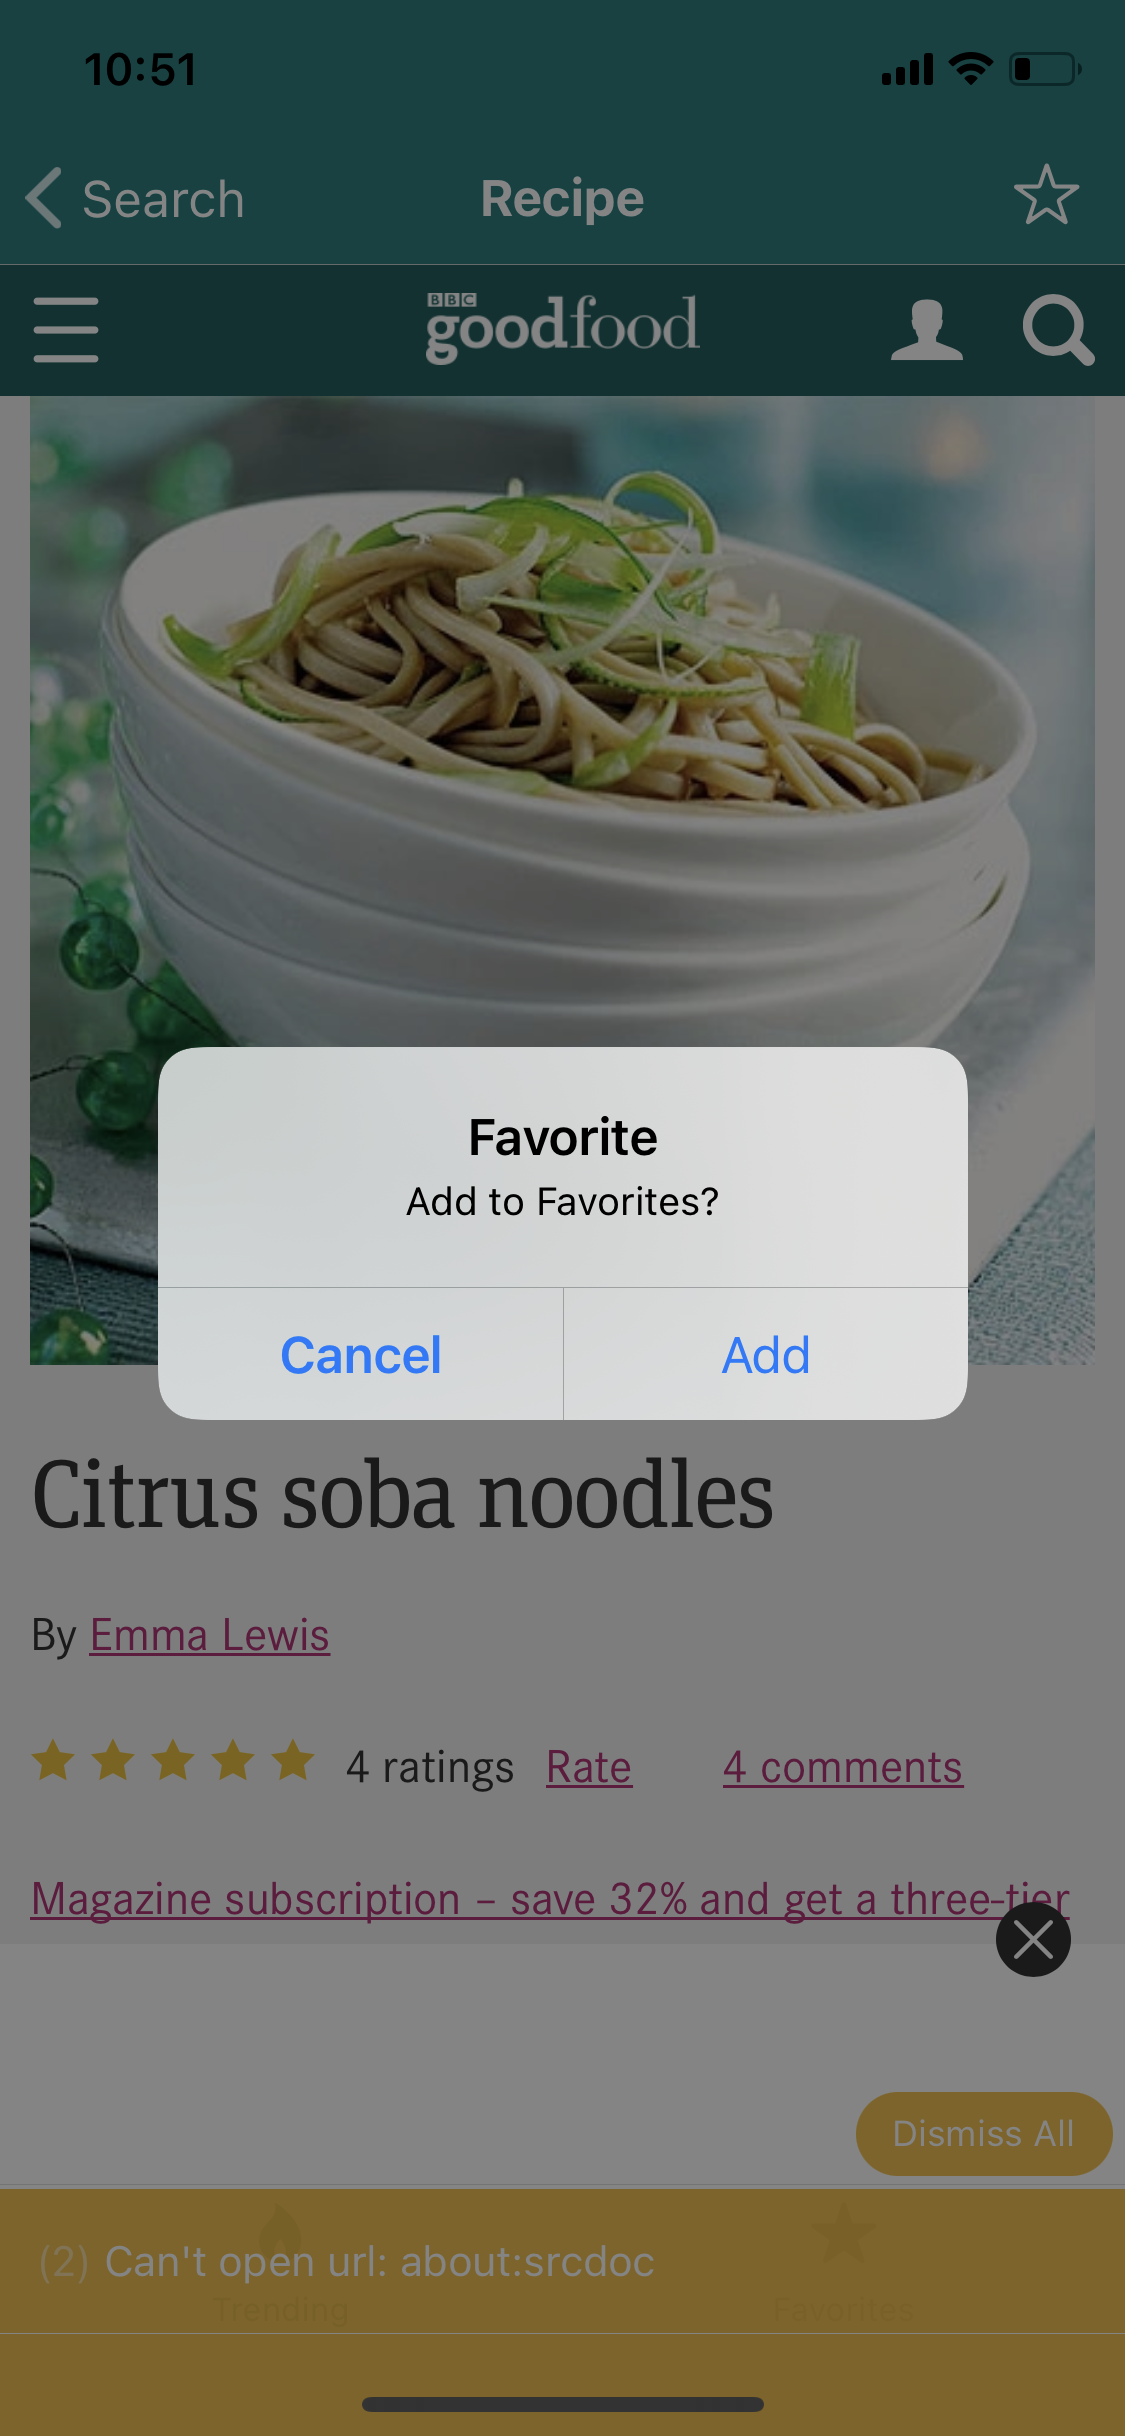 10:51
Search
Recipe
BBC
goodfood
Favorite
Add to Favorites?
Cancel
Add
Citrus soba noodles
By Emma Lewis
4 ratings Rate 4 comments
Magazine subscription – save 32% and get a three-tier
Dismiss All
(2) Can't open url: about:srcdoc
Trending
Favorites